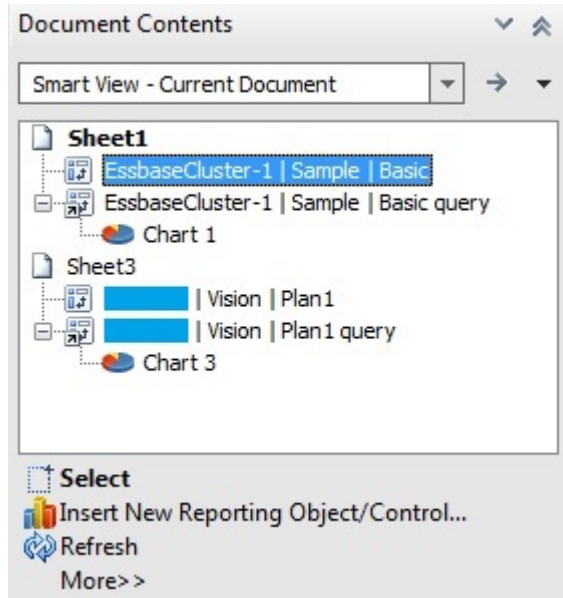 Document Contents
Smart View - Current Document
Sheet1
EssbaseCluster-1 | Sample | Basic
EssbaseCluster-1 | Sample | Basic query
Chart 1
Sheet3
| Vision | Plan1
| Vision | Plan1 query
Chart 3
Select
Insert New Reporting Object/Control...
Refresh
More>>